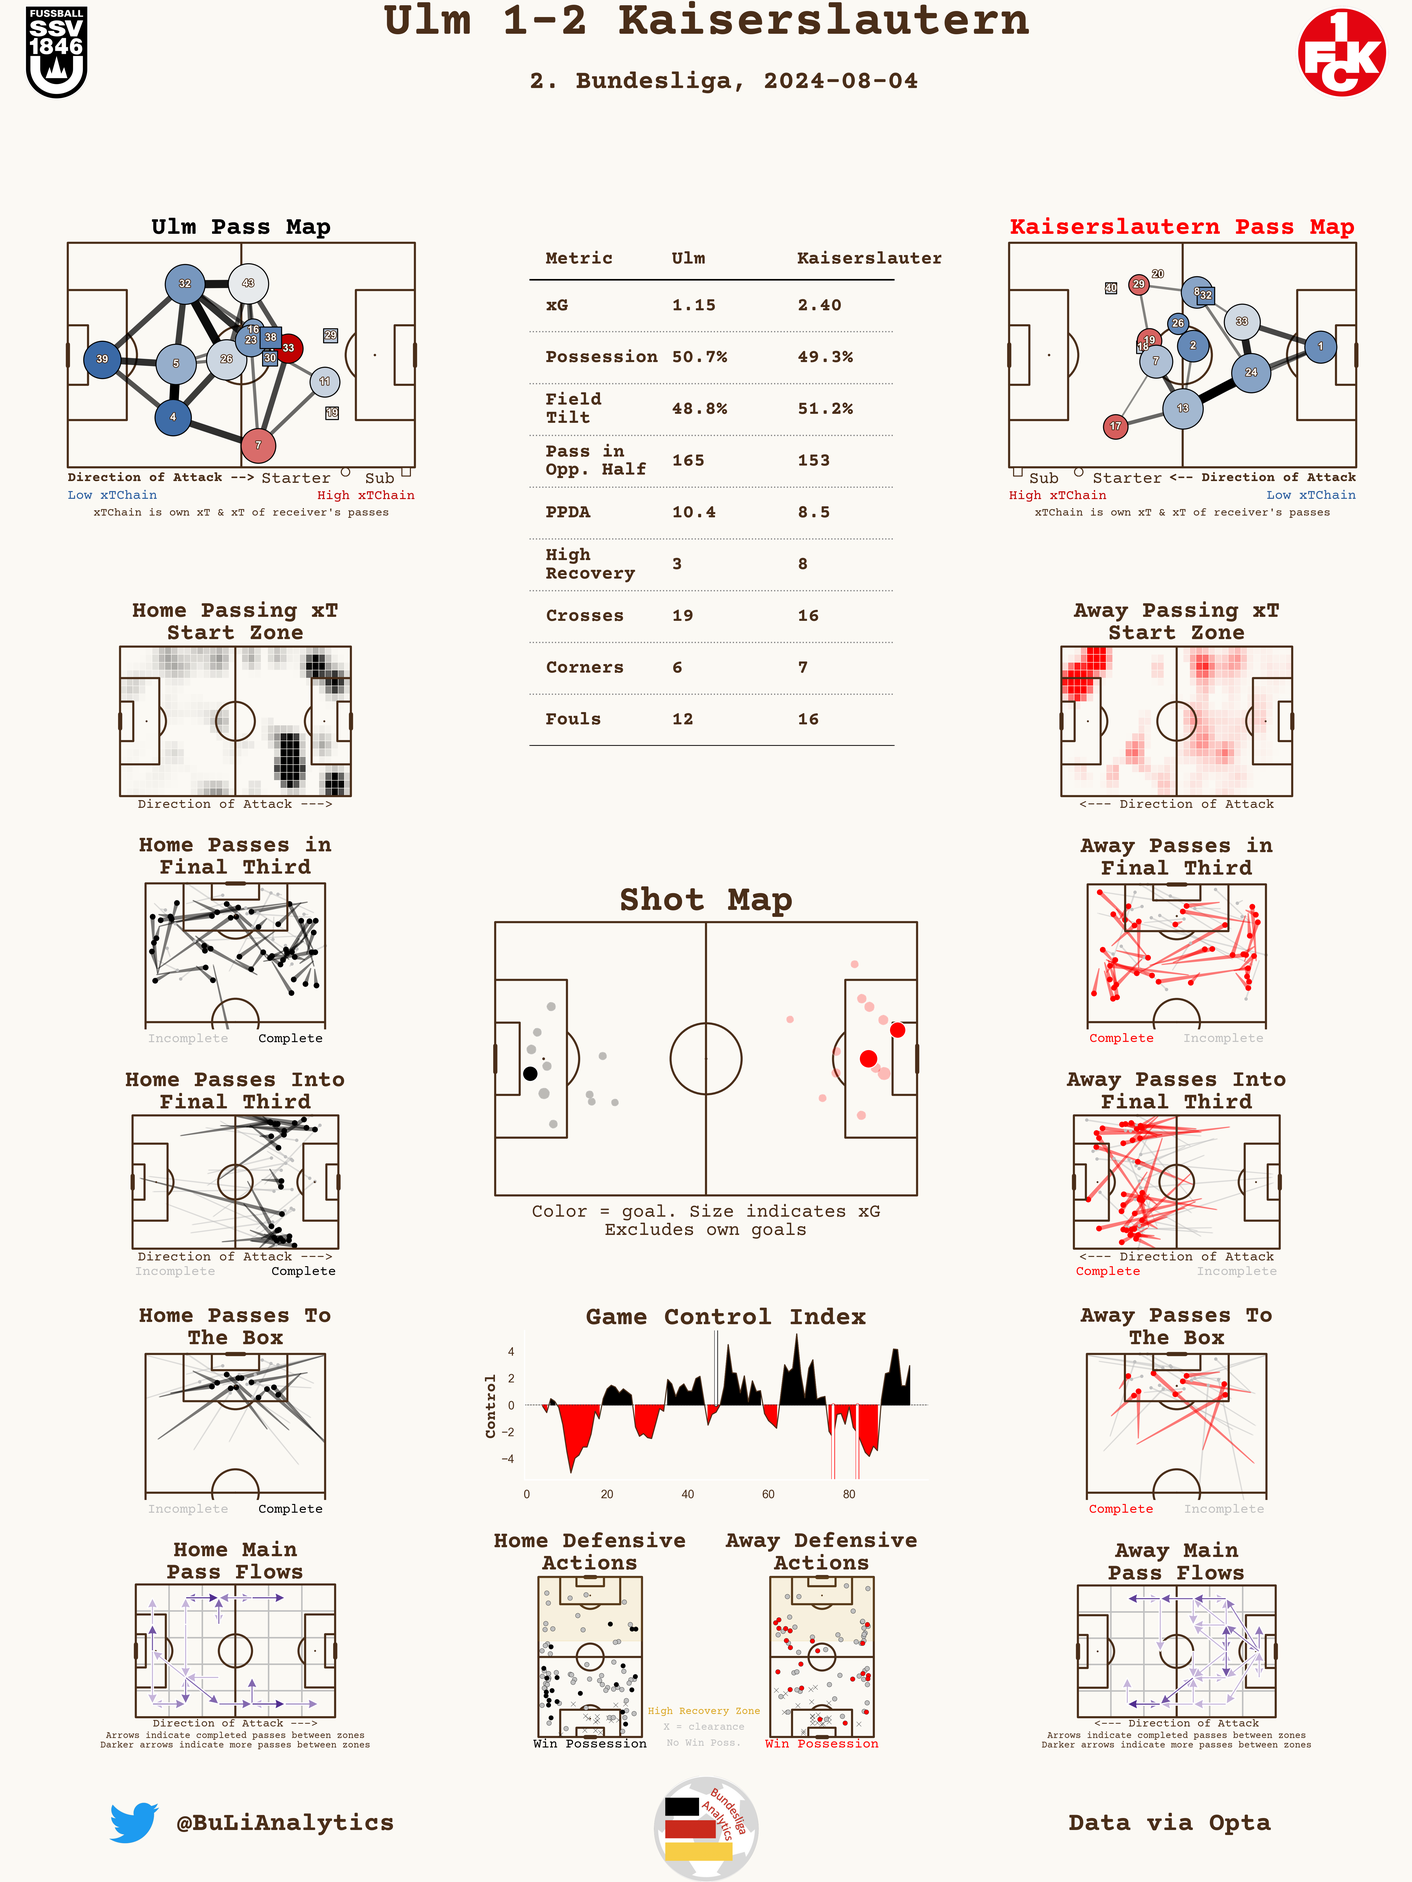 Ulm 1-2 Kaiserslautern
2. Bundesliga, 2024-08-04
FUSSBALL
SSV
1846
1
FCK
Ulm Pass Map
32
43
16
23
38
33
29
39
5
26
30
11
4
19
7
Direction of Attack --> Starter Sub
Low xTChain High xTChain
xTChain is own xT & xT of receiver's passes
Metric Ulm Kaiserslauter
xG 1.15 2.40
Possession 50.7% 49.3%
Field
Tilt 48.8% 51.2%
Pass in
Opp. Half 165 153
PPDA 10.4 8.5
High
Recovery 3 8
Crosses 19 16
Corners 6 7
Fouls 12 16
Kaiserslautern Pass Map
20
40
29
8
32
26
33
19
18
2
1
7
24
13
17
Sub Starter <-- Direction of Attack
High xTChain Low xTChain
xTChain is own xT & xT of receiver's passes
Home Passing xT
Start Zone
Direction of Attack --->
Away Passing xT
Start Zone
<--- Direction of Attack
Home Passes in
Final Third
Incomplete Complete
Away Passes in
Final Third
Complete Incomplete
Shot Map
Color = goal. Size indicates xG
Excludes own goals
Home Passes Into
Final Third
Direction of Attack --->
Incomplete Complete
Away Passes Into
Final Third
<--- Direction of Attack
Complete Incomplete
Home Passes To
The Box
Incomplete Complete
Game Control Index
Control
4
2
0
−2
−4
0 20 40 60 80
Away Passes To
The Box
Complete Incomplete
Home Main
Pass Flows
Direction of Attack --->
Arrows indicate completed passes between zones
Darker arrows indicate more passes between zones
Home Defensive
Actions
Win Possession
High Recovery Zone
X = clearance
No Win Poss.
Away Defensive
Actions
Win Possession
Away Main
Pass Flows
<--- Direction of Attack
Arrows indicate completed passes between zones
Darker arrows indicate more passes between zones
@BuLiAnalytics
Bundesliga
Analytics
Data via Opta